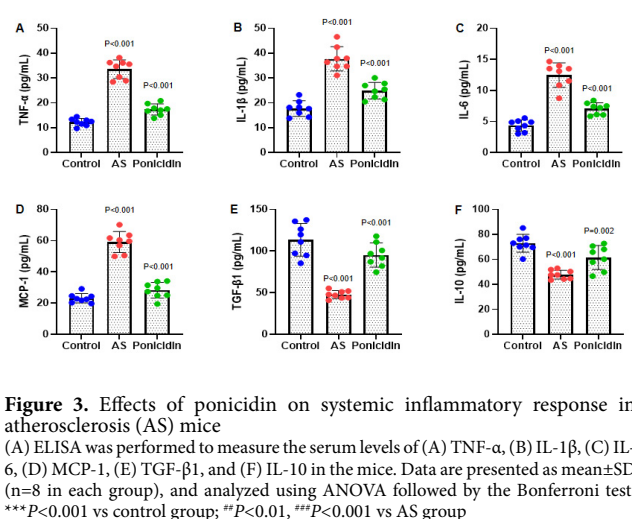 A
50
40
30
20
10
0
TNF-α (pg/mL)
P<0.001
P<0.001
Control AS Ponicidin
B
50
40
30
20
10
0
IL-1β (pg/mL)
P<0.001
P<0.001
Control AS Ponicidin
C
20
15
10
5
0
IL-6 (pg/mL)
P<0.001
P<0.001
Control AS Ponicidin
D
80
60
40
20
0
MCP-1 (pg/mL)
P<0.001
P<0.001
Control AS Ponicidin
E
150
100
50
0
TGF-β1 (pg/mL)
P<0.001
P<0.001
Control AS Ponicidin
F
100
80
60
40
20
0
IL-10 (pg/mL)
P<0.001
P=0.002
Control AS Ponicidin
Figure 3. Effects of ponicidin on systemic inflammatory response in
atherosclerosis (AS) mice
(A) ELISA was performed to measure the serum levels of (A) TNF-α, (B) IL-1β, (C) IL-
6, (D) MCP-1, (E) TGF-β1, and (F) IL-10 in the mice. Data are presented as mean±SD
(n=8 in each group), and analyzed using ANOVA followed by the Bonferroni test.
***P<0.001 vs control group; ##P<0.01, ###P<0.001 vs AS group